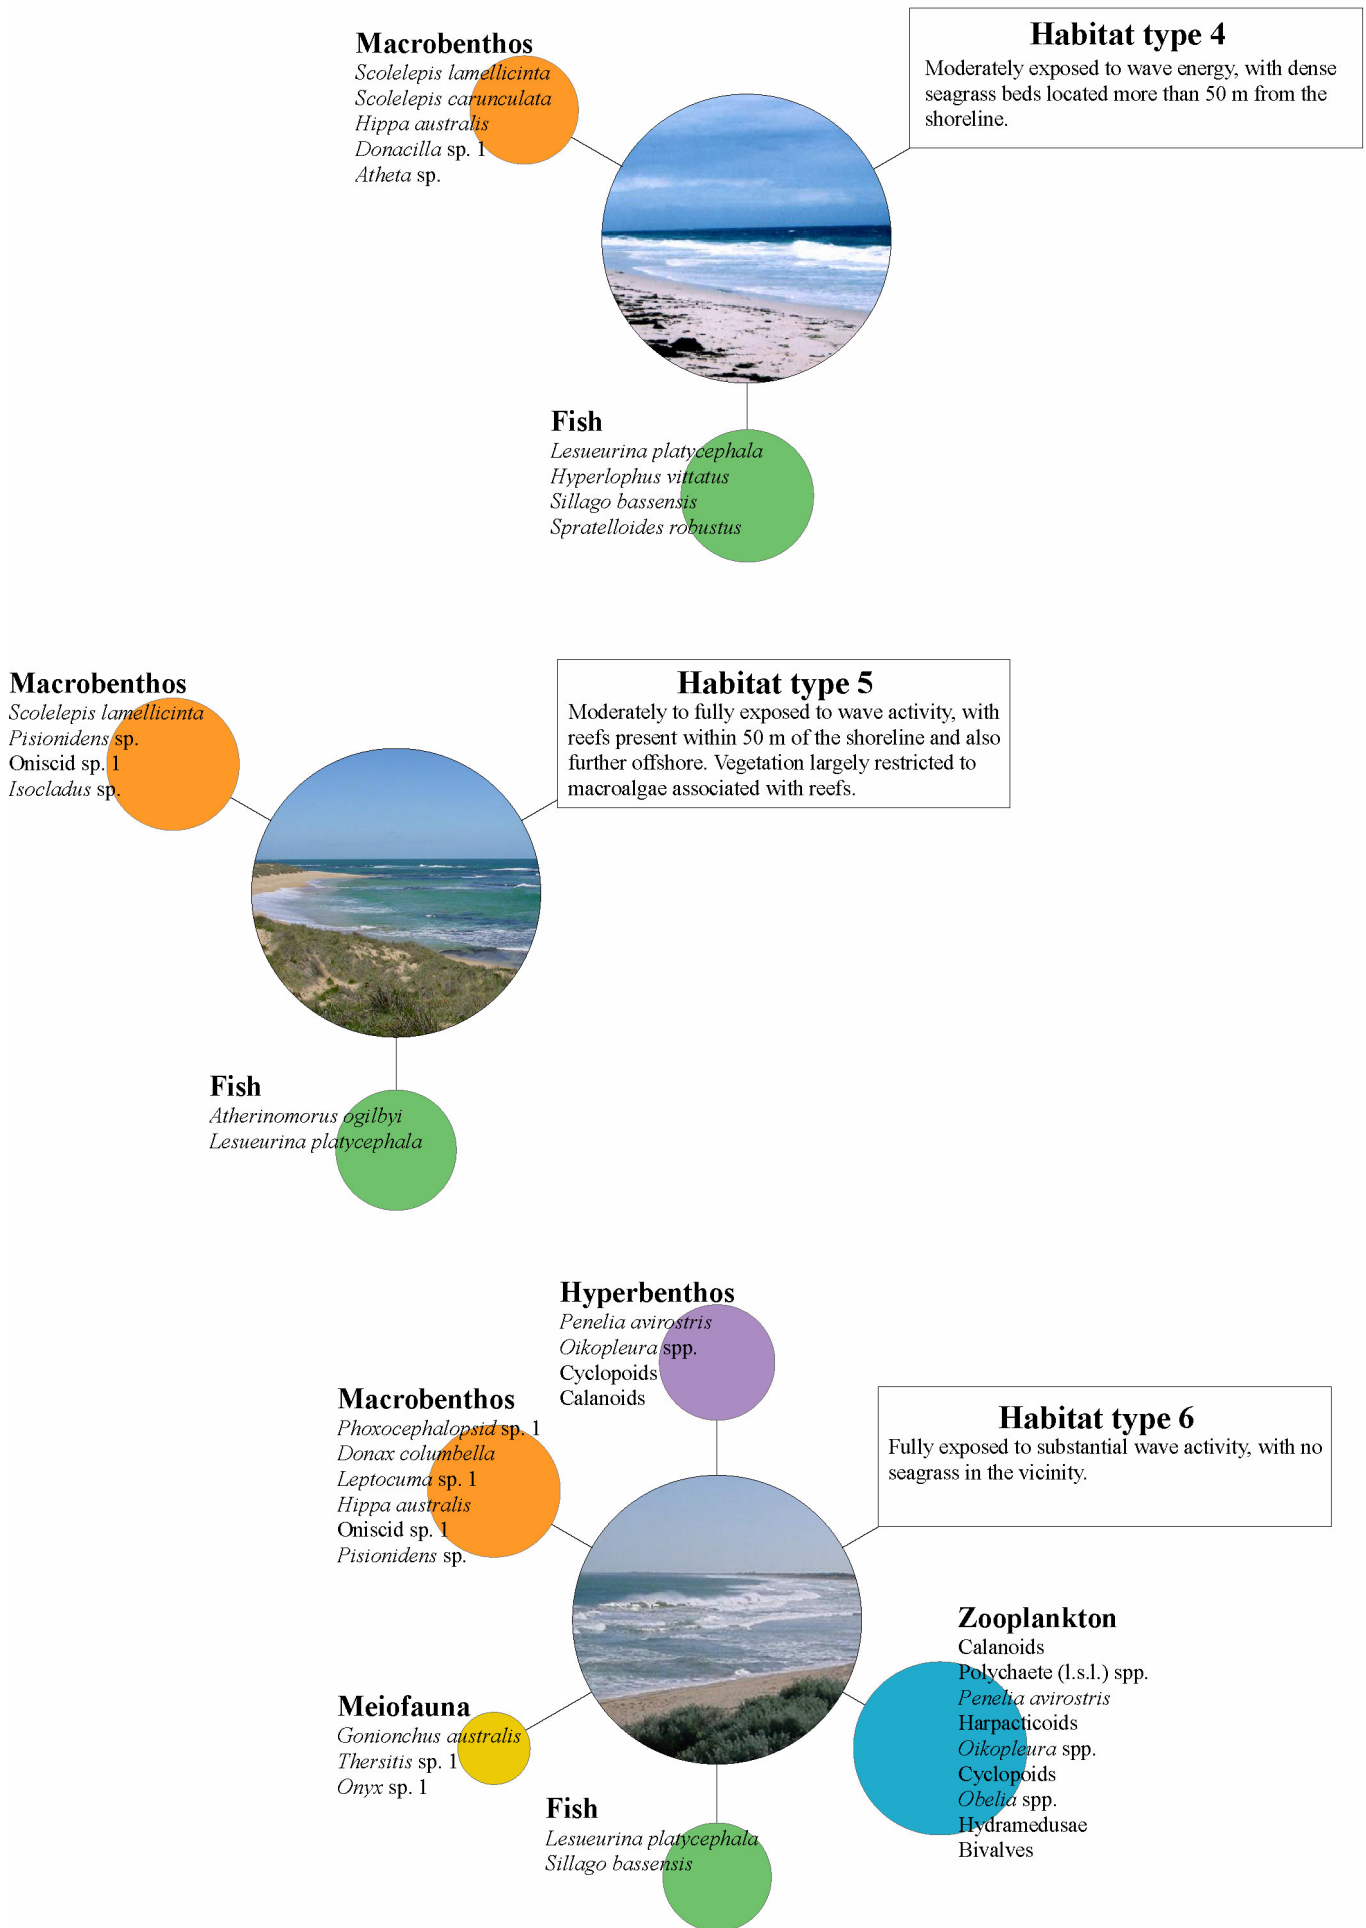 Macrobenthos
Scolelepis lamellicinta
Scolelepis carunculata
Hippa australis
Donacilla sp. 1
Atheta sp.
Habitat type 4
Moderately exposed to wave energy, with dense
seagrass beds located more than 50 m from the
shoreline.
Fish
Lesueurina platycephala
Hyperlophus vittatus
Sillago bassensis
Spratelloides robustus
Macrobenthos
Scolelepis lamellicinta
Pisionidens sp.
Oniscid sp. 1
Isocladus sp.
Habitat type 5
Moderately to fully exposed to wave activity, with
reefs present within 50 m of the shoreline and also
further offshore. Vegetation largely restricted to
macroalgae associated with reefs.
Fish
Atherinomorus ogilbyi
Lesueurina platycephala
Hyperbenthos
Penelia avirostris
Oikopleura spp.
Cyclopoids
Calanoids
Macrobenthos
Phoxocephalopsid sp. 1
Donax columbella
Leptocuma sp. 1
Hippa australis
Oniscid sp. 1
Pisionidens sp.
Habitat type 6
Fully exposed to substantial wave activity, with no
seagrass in the vicinity.
Zooplankton
Calanoids
Polychaete (l.s.l.) spp.
Penelia avirostris
Harpacticoids
Oikopleura spp.
Cyclopoids
Obelia spp.
Hydramedusae
Bivalves
Meiofauna
Gonionchus australis
Thersitis sp. 1
Onyx sp. 1
Fish
Lesueurina platycephala
Sillago bassensis